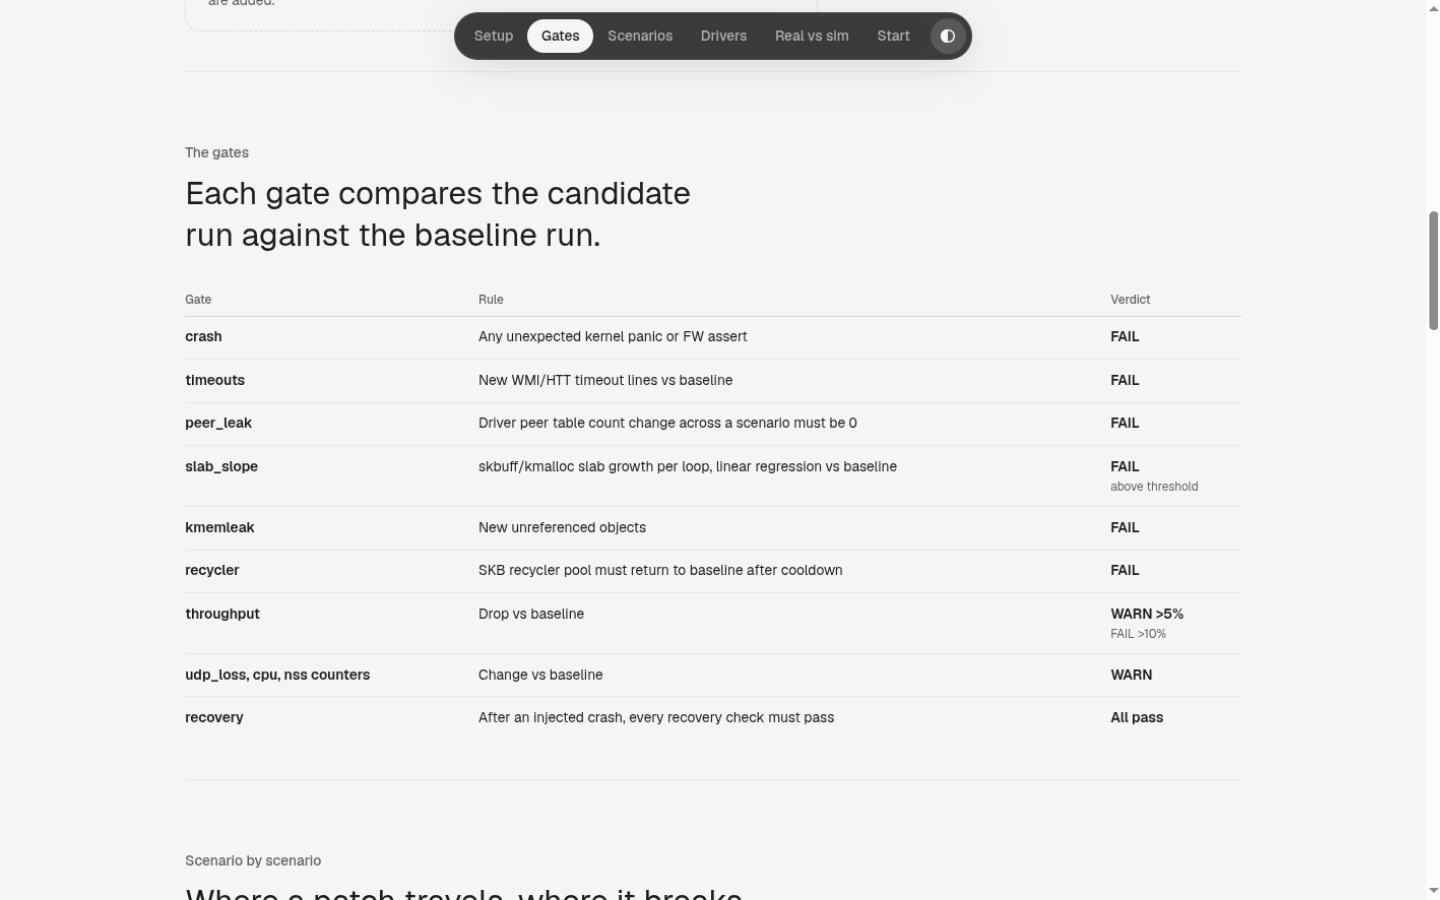 are added.
Setup Gates Scenarios Drivers Real vs sim Start
The gates
Each gate compares the candidate
run against the baseline run.
Gate Rule Verdict
crash Any unexpected kernel panic or FW assert FAIL
timeouts New WMI/HTT timeout lines vs baseline FAIL
peer_leak Driver peer table count change across a scenario must be 0 FAIL
slab_slope skbuff/kmalloc slab growth per loop, linear regression vs baseline FAIL
above threshold
kmemleak New unreferenced objects FAIL
recycler SKB recycler pool must return to baseline after cooldown FAIL
throughput Drop vs baseline WARN >5%
FAIL >10%
udp_loss, cpu, nss counters Change vs baseline WARN
recovery After an injected crash, every recovery check must pass All pass
Scenario by scenario
Where a patch travels, where it breaks